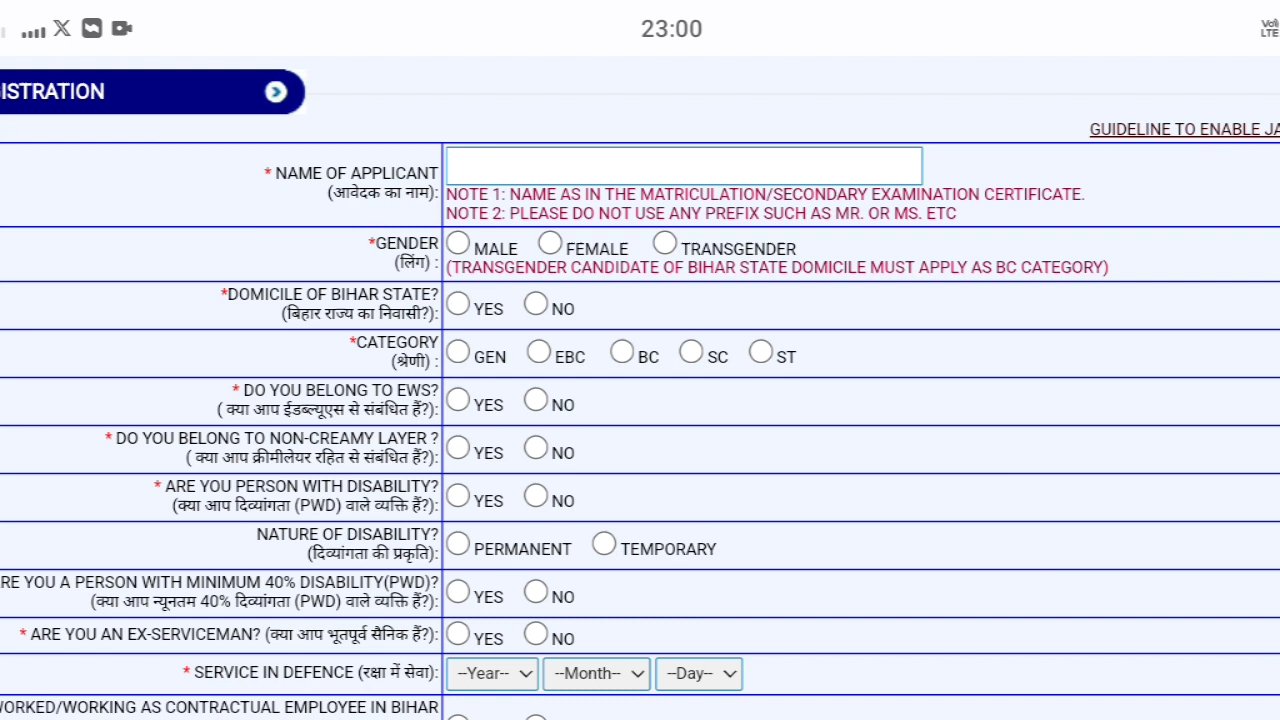 23:00
Vo
LTE
ISTRATION
GUIDELINE TO ENABLE JA
* NAME OF APPLICANT
(आवेदक का नाम):
NOTE 1: NAME AS IN THE MATRICULATION/SECONDARY EXAMINATION CERTIFICATE.
NOTE 2: PLEASE DO NOT USE ANY PREFIX SUCH AS MR. OR MS. ETC
*GENDER
(लिंग) :
MALE FEMALE TRANSGENDER
(TRANSGENDER CANDIDATE OF BIHAR STATE DOMICILE MUST APPLY AS BC CATEGORY)
*DOMICILE OF BIHAR STATE?
(बिहार राज्य का निवासी?):
YES NO
*CATEGORY
(श्रेणी) :
GEN EBC BC SC ST
* DO YOU BELONG TO EWS?
( क्या आप ईडब्ल्यूएस से संबंधित हैं?):
YES NO
* DO YOU BELONG TO NON-CREAMY LAYER ?
( क्या आप क्रीमीलेयर रहित से संबंधित हैं?):
YES NO
* ARE YOU PERSON WITH DISABILITY?
(क्या आप दिव्यांगता (PWD) वाले व्यक्ति हैं?):
YES NO
NATURE OF DISABILITY?
(दिव्यांगता की प्रकृति):
PERMANENT TEMPORARY
RE YOU A PERSON WITH MINIMUM 40% DISABILITY(PWD)?
(क्या आप न्यूनतम 40% दिव्यांगता (PWD) वाले व्यक्ति हैं?):
YES NO
* ARE YOU AN EX-SERVICEMAN? (क्या आप भूतपूर्व सैनिक हैं?):
YES NO
* SERVICE IN DEFENCE (रक्षा में सेवा):
--Year-- --Month-- --Day--
WORKED/WORKING AS CONTRACTUAL EMPLOYEE IN BIHAR